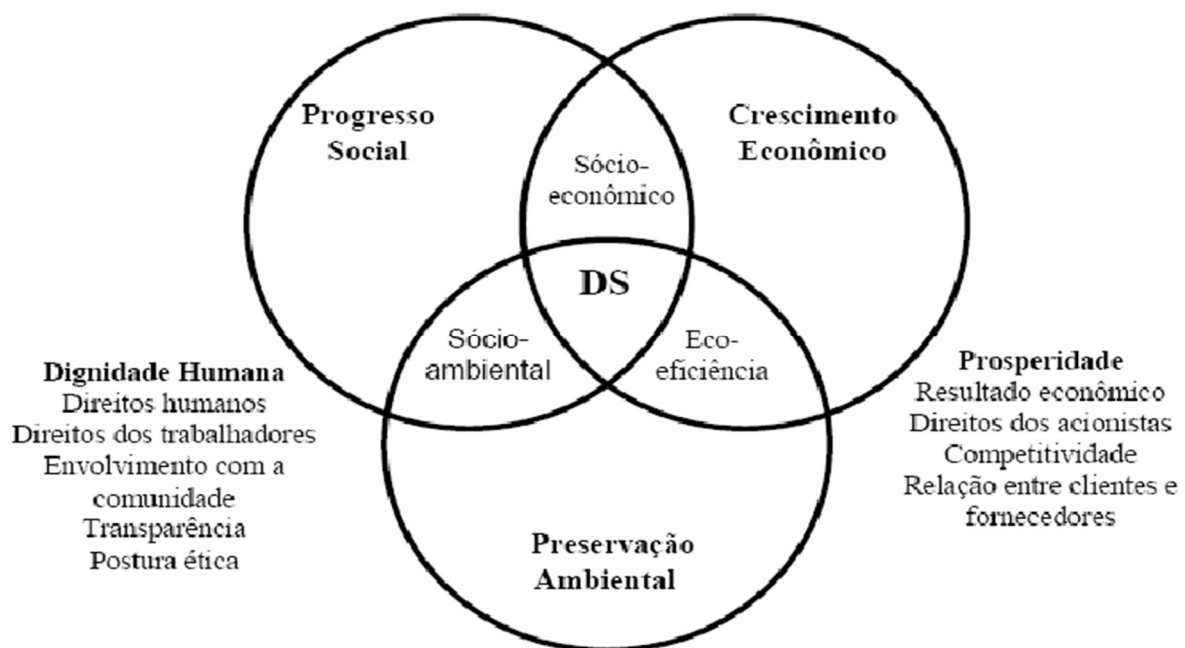 Progresso
Social
Crescimento
Econômico
Sócio-
econômico
DS
Sócio-
ambiental
Eco-
eficiência
Dignidade Humana
Direitos humanos
Direitos dos trabalhadores
Envolvimento com a
comunidade
Transparência
Postura ética
Prosperidade
Resultado econômico
Direitos dos acionistas
Competitividade
Relação entre clientes e
fornecedores
Preservação
Ambiental